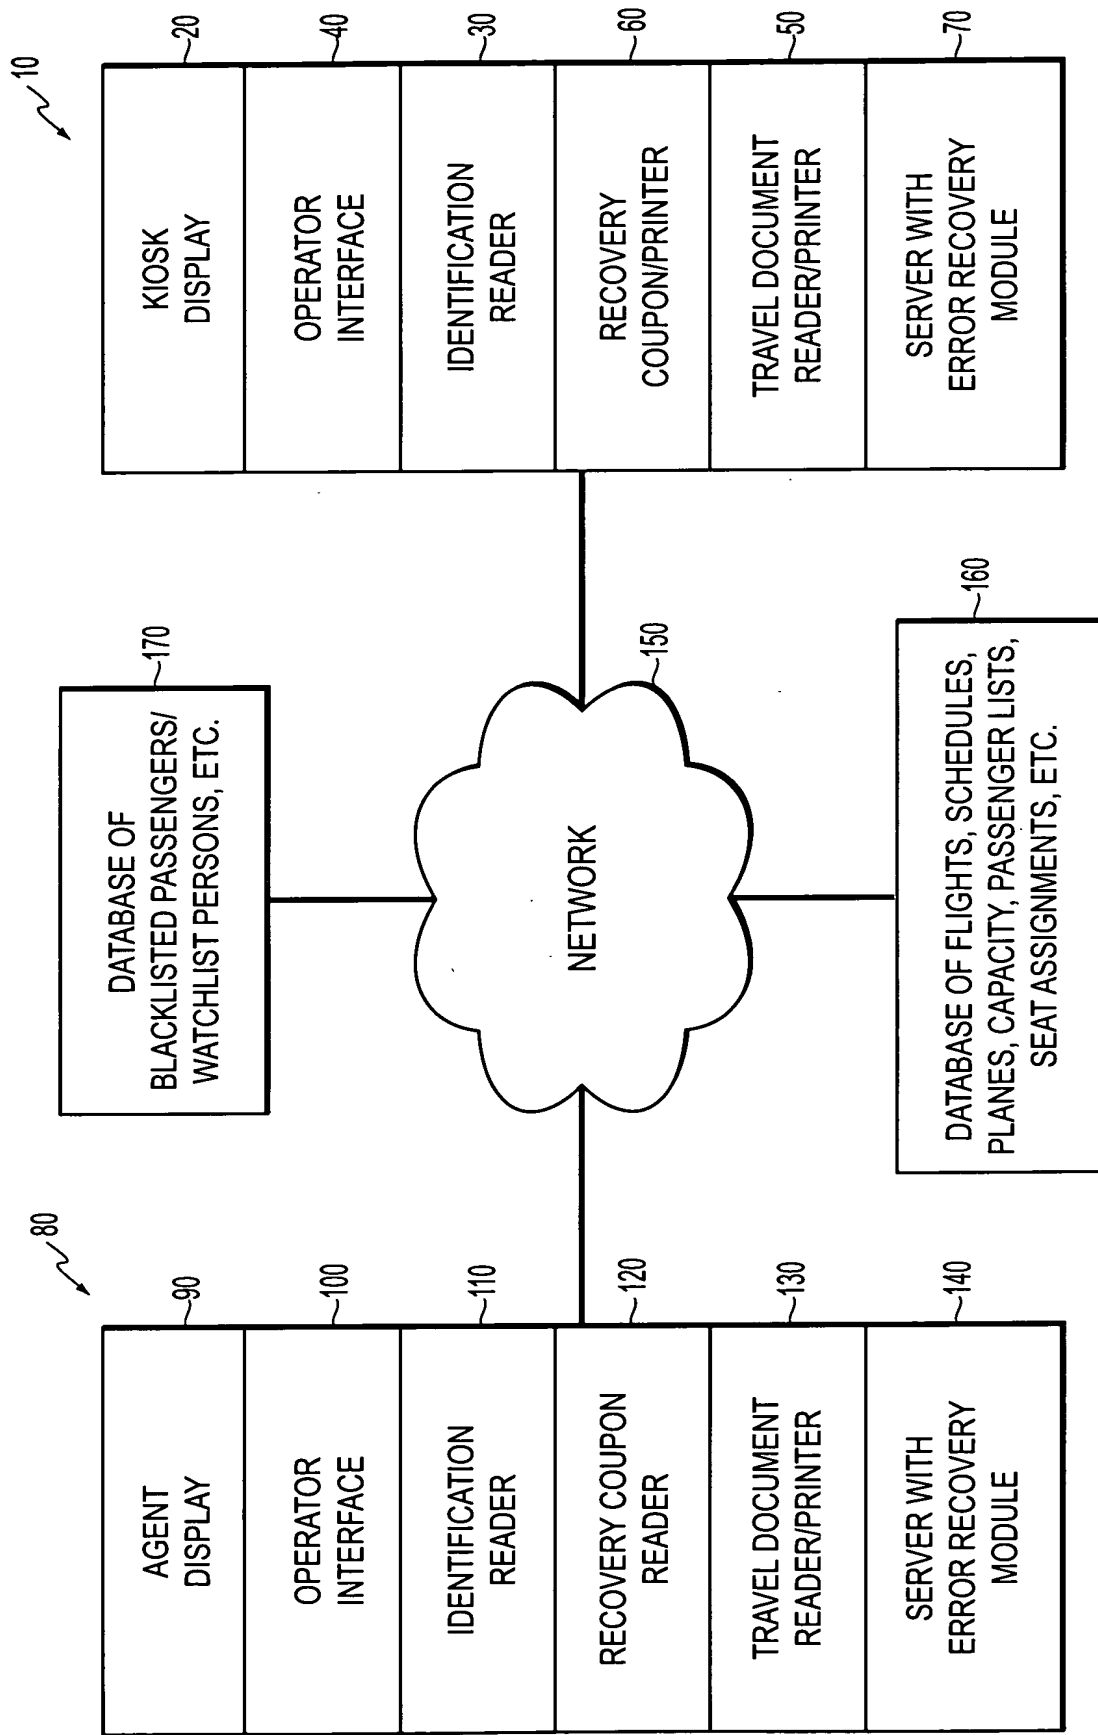 80
AGENT
DISPLAY
90
OPERATOR
INTERFACE
100
IDENTIFICATION
READER
110
RECOVERY COUPON
READER
120
TRAVEL DOCUMENT
READER/PRINTER
130
SERVER WITH
ERROR RECOVERY
MODULE
140
DATABASE OF
BLACKLISTED PASSENGERS/
WATCHLIST PERSONS, ETC.
170
NETWORK
150
DATABASE OF FLIGHTS, SCHEDULES,
PLANES, CAPACITY, PASSENGER LISTS,
SEAT ASSIGNMENTS, ETC.
160
10
KIOSK
DISPLAY
20
OPERATOR
INTERFACE
40
IDENTIFICATION
READER
30
RECOVERY
COUPON/PRINTER
60
TRAVEL DOCUMENT
READER/PRINTER
50
SERVER WITH
ERROR RECOVERY
MODULE
70